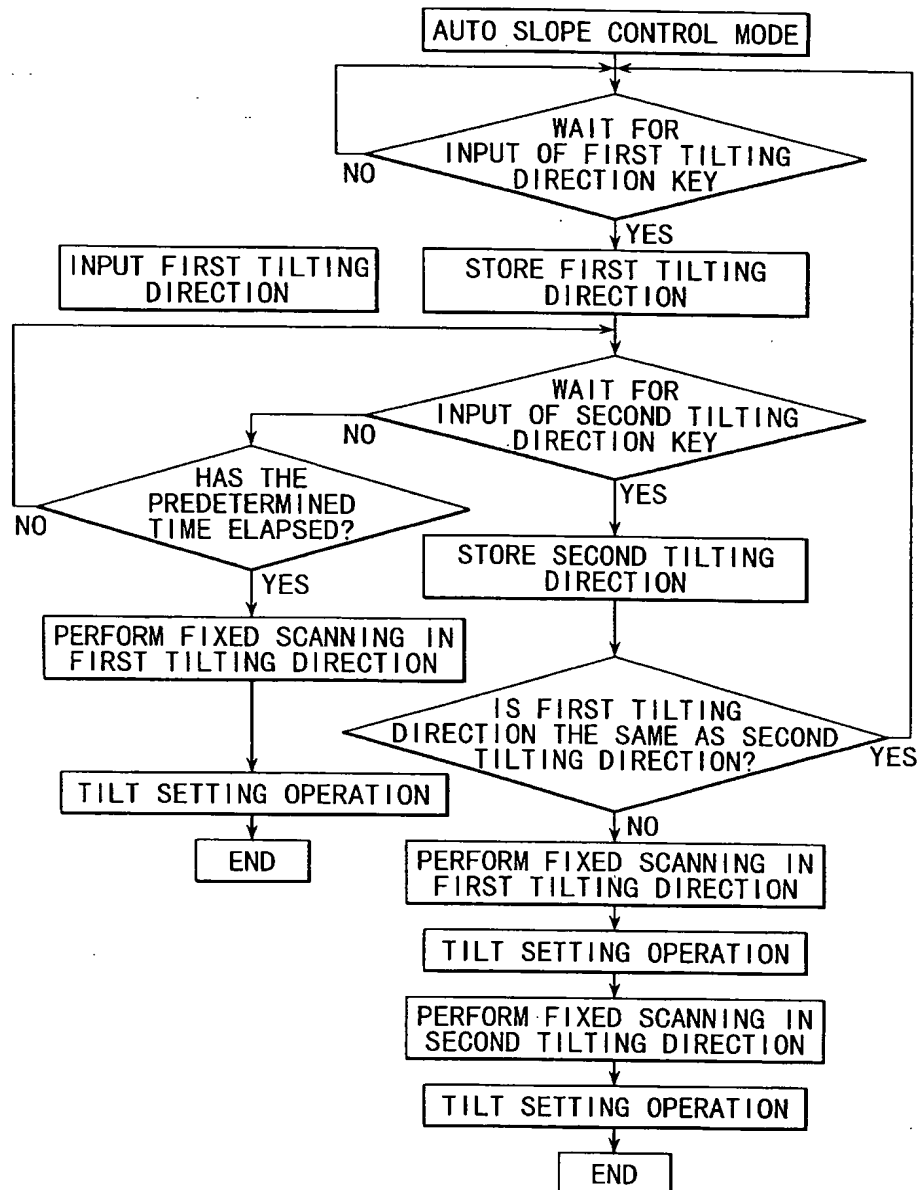 AUTO SLOPE CONTROL MODE
WAIT FOR
INPUT OF FIRST TILTING
DIRECTION KEY
NO
YES
INPUT FIRST TILTING
DIRECTION
STORE FIRST TILTING
DIRECTION
WAIT FOR
INPUT OF SECOND TILTING
DIRECTION KEY
NO
YES
HAS THE
PREDETERMINED
TIME ELAPSED?
NO
YES
STORE SECOND TILTING
DIRECTION
PERFORM FIXED SCANNING IN
FIRST TILTING DIRECTION
IS FIRST TILTING
DIRECTION THE SAME AS SECOND
TILTING DIRECTION?
YES
NO
TILT SETTING OPERATION
END
PERFORM FIXED SCANNING IN
FIRST TILTING DIRECTION
TILT SETTING OPERATION
PERFORM FIXED SCANNING IN
SECOND TILTING DIRECTION
TILT SETTING OPERATION
END